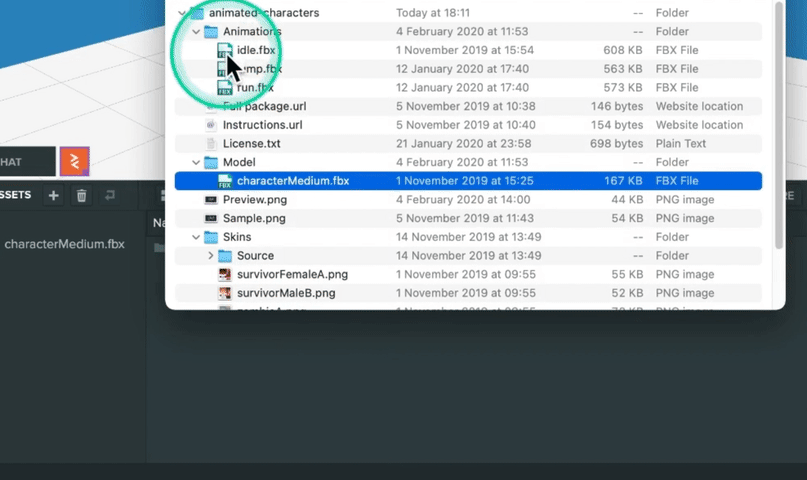 animated-characters Today at 18:11 -- Folder
Animations 4 February 2020 at 11:53 -- Folder
idle.fbx 1 November 2019 at 15:54 608 KB FBX File
12 January 2020 at 17:40 563 KB FBX File
run.fbx 12 January 2020 at 17:40 573 KB FBX File
Full package.url 5 November 2019 at 10:38 146 bytes Website location
Instructions.url 5 November 2019 at 10:40 154 bytes Website location
License.txt 21 January 2020 at 23:58 698 bytes Plain Text
HAT
Model 4 February 2020 at 11:53 -- Folder
FBX characterMedium.fbx 1 November 2019 at 15:25 167 KB FBX File
SSETS
Preview.png 4 February 2020 at 14:00 44 KB PNG image
RE
Sample.png 5 November 2019 at 11:43 54 KB PNG image
Na
Skins 14 November 2019 at 13:49 -- Folder
characterMedium.fbx
Source 14 November 2019 at 13:49 -- Folder
survivorFemaleA.png 1 November 2019 at 09:55 55 KB PNG image
survivorMaleB.png 1 November 2019 at 09:55 52 KB PNG image